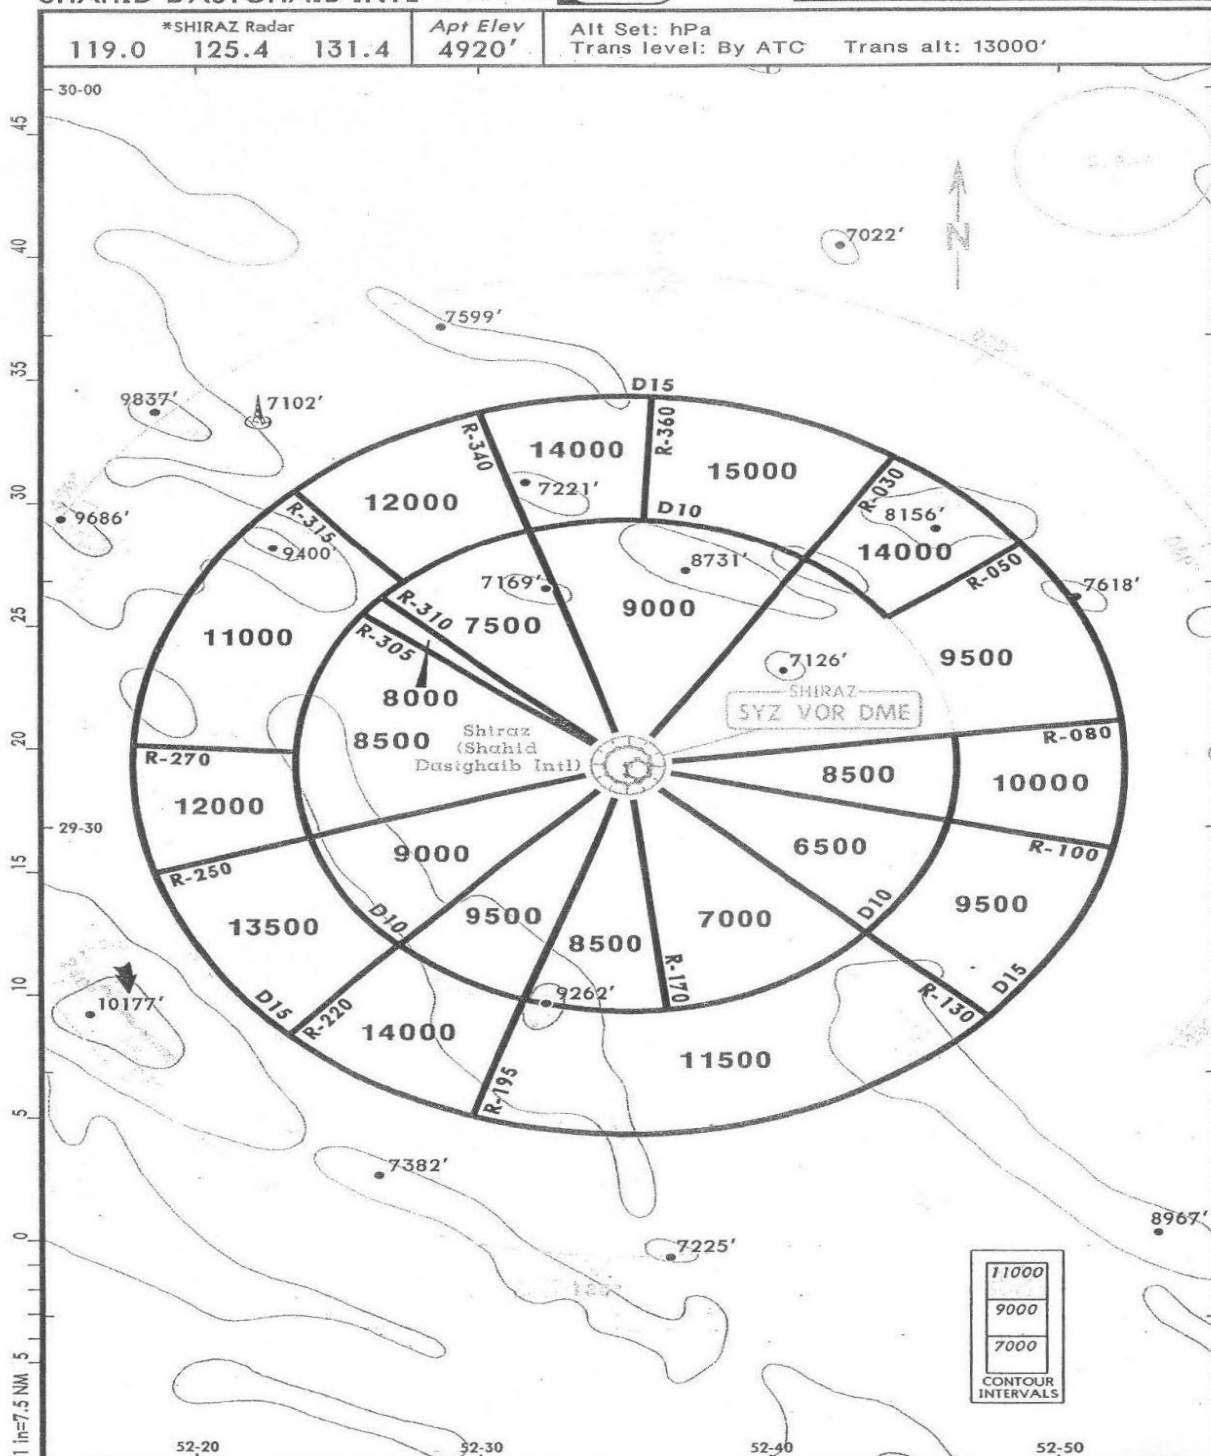 SHAHID DASTGHAIB INTL
*SHIRAZ Radar
119.0 125.4 131.4
Apt Elev
4920'
Alt Set: hPa
Trans level: By ATC Trans alt: 13000'
30-00
45
40
7022'
N
7599'
35
9837'
7102'
D15
R-360
R-340
14000
15000
R-030
30
12000
7221'
D10
8156'
9686'
R-315
9400'
14000
R-050
8731'
7169'
7618'
R-310
7500
9000
25
11000
R-305
9500
7126'
8000
SHIRAZ
SYZ VOR DME
Shiraz
(Shahid
Dastghaib Intl)
8500
20
R-270
R-080
8500
10000
12000
29-30
9000
6500
R-100
15
R-250
D10
D10
9500
9500
7000
13500
8500
R-170
10
9262'
10177'
D15
R-220
D15
R-130
14000
11500
R-195
5
7382'
8967'
0
7225'
11000
9000
7000
CONTOUR
INTERVALS
5
1 in=7.5 NM
52-20
52-30
52-40
52-50